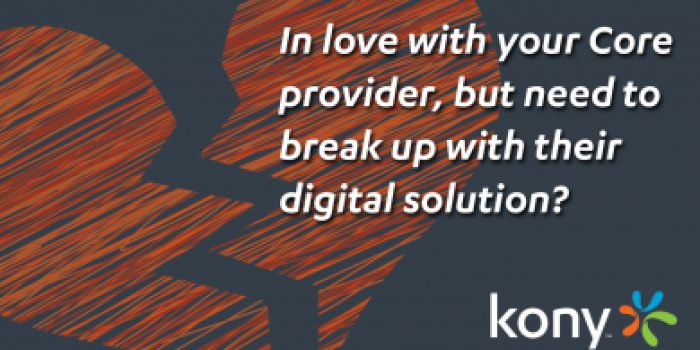 In love with your Core
provider, but need to
break up with their
digital solution?
kony